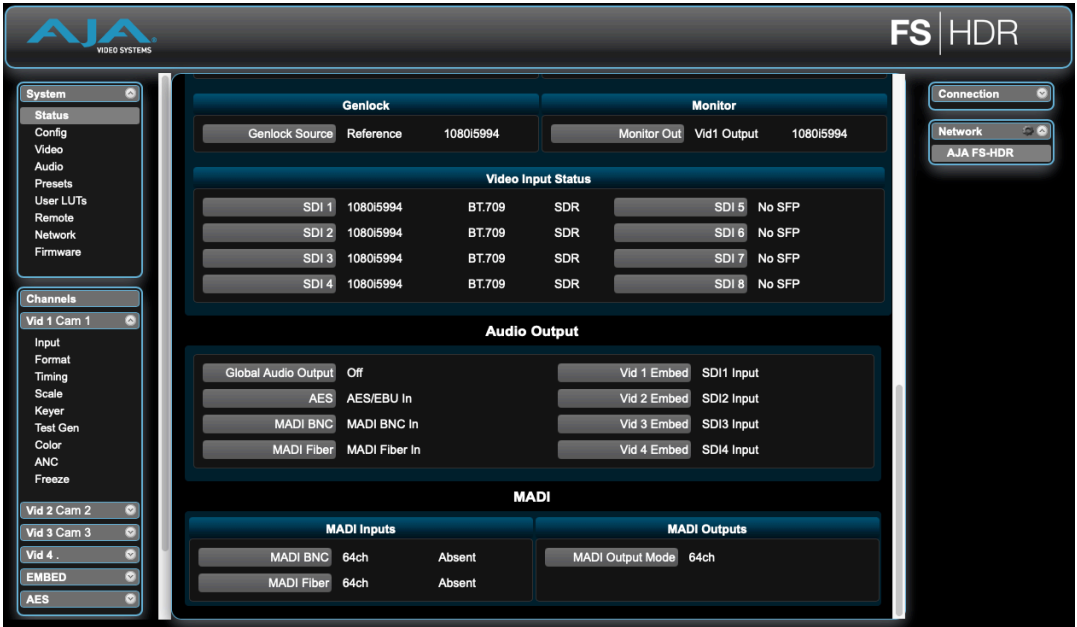 AJA
VIDEO SYSTEMS
FS HDR
System
Status
Config
Video
Audio
Presets
User LUTs
Remote
Network
Firmware
Channels
Vid 1 Cam 1
Input
Format
Timing
Scale
Keyer
Test Gen
Color
ANC
Freeze
Vid 2 Cam 2
Vid 3 Cam 3
Vid 4 .
EMBED
AES
Genlock
Genlock Source Reference 1080i5994
Monitor
Monitor Out Vid1 Output 1080i5994
Video Input Status
SDI 1 1080i5994 BT.709 SDR SDI 5 No SFP
SDI 2 1080i5994 BT.709 SDR SDI 6 No SFP
SDI 3 1080i5994 BT.709 SDR SDI 7 No SFP
SDI 4 1080i5994 BT.709 SDR SDI 8 No SFP
Audio Output
Global Audio Output Off Vid 1 Embed SDI1 Input
AES AES/EBU In Vid 2 Embed SDI2 Input
MADI BNC MADI BNC In Vid 3 Embed SDI3 Input
MADI Fiber MADI Fiber In Vid 4 Embed SDI4 Input
MADI
MADI Inputs
MADI BNC 64ch Absent
MADI Fiber 64ch Absent
MADI Outputs
MADI Output Mode 64ch
Connection
Network
AJA FS-HDR